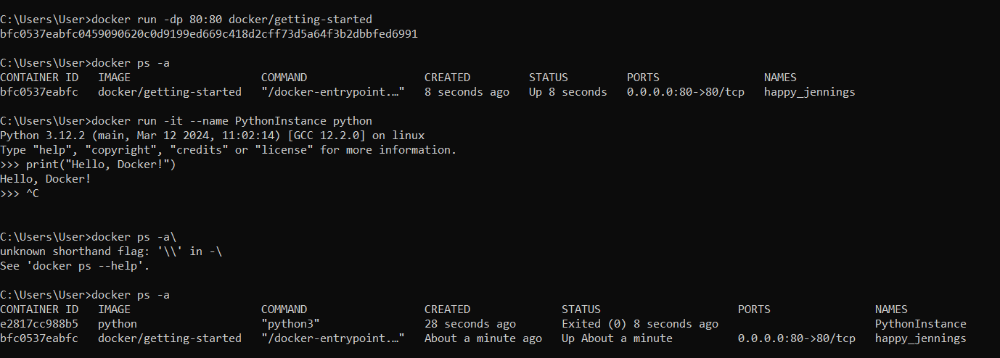 C:\Users\User>docker run -dp 80:80 docker/getting-started
bfc0537eabfc0459090620c0d9199ed669c418d2cff73d5a64f3b2dbbfed6991
C:\Users\User>docker ps -a
CONTAINER ID   IMAGE                    COMMAND                  CREATED         STATUS         PORTS                NAMES
bfc0537eabfc   docker/getting-started   "/docker-entrypoint.…"   8 seconds ago   Up 8 seconds   0.0.0.0:80->80/tcp   happy_jennings
C:\Users\User>docker run -it --name PythonInstance python
Python 3.12.2 (main, Mar 12 2024, 11:02:14) [GCC 12.2.0] on linux
Type "help", "copyright", "credits" or "license" for more information.
>>> print("Hello, Docker!")
Hello, Docker!
>>> ^C
C:\Users\User>docker ps -a\
unknown shorthand flag: '\\' in -\
See 'docker ps --help'.
C:\Users\User>docker ps -a
CONTAINER ID   IMAGE                    COMMAND                  CREATED              STATUS                     PORTS                NAMES
e2817cc988b5   python                   "python3"                28 seconds ago       Exited (0) 8 seconds ago                        PythonInstance
bfc0537eabfc   docker/getting-started   "/docker-entrypoint.…"   About a minute ago   Up About a minute          0.0.0.0:80->80/tcp   happy_jennings